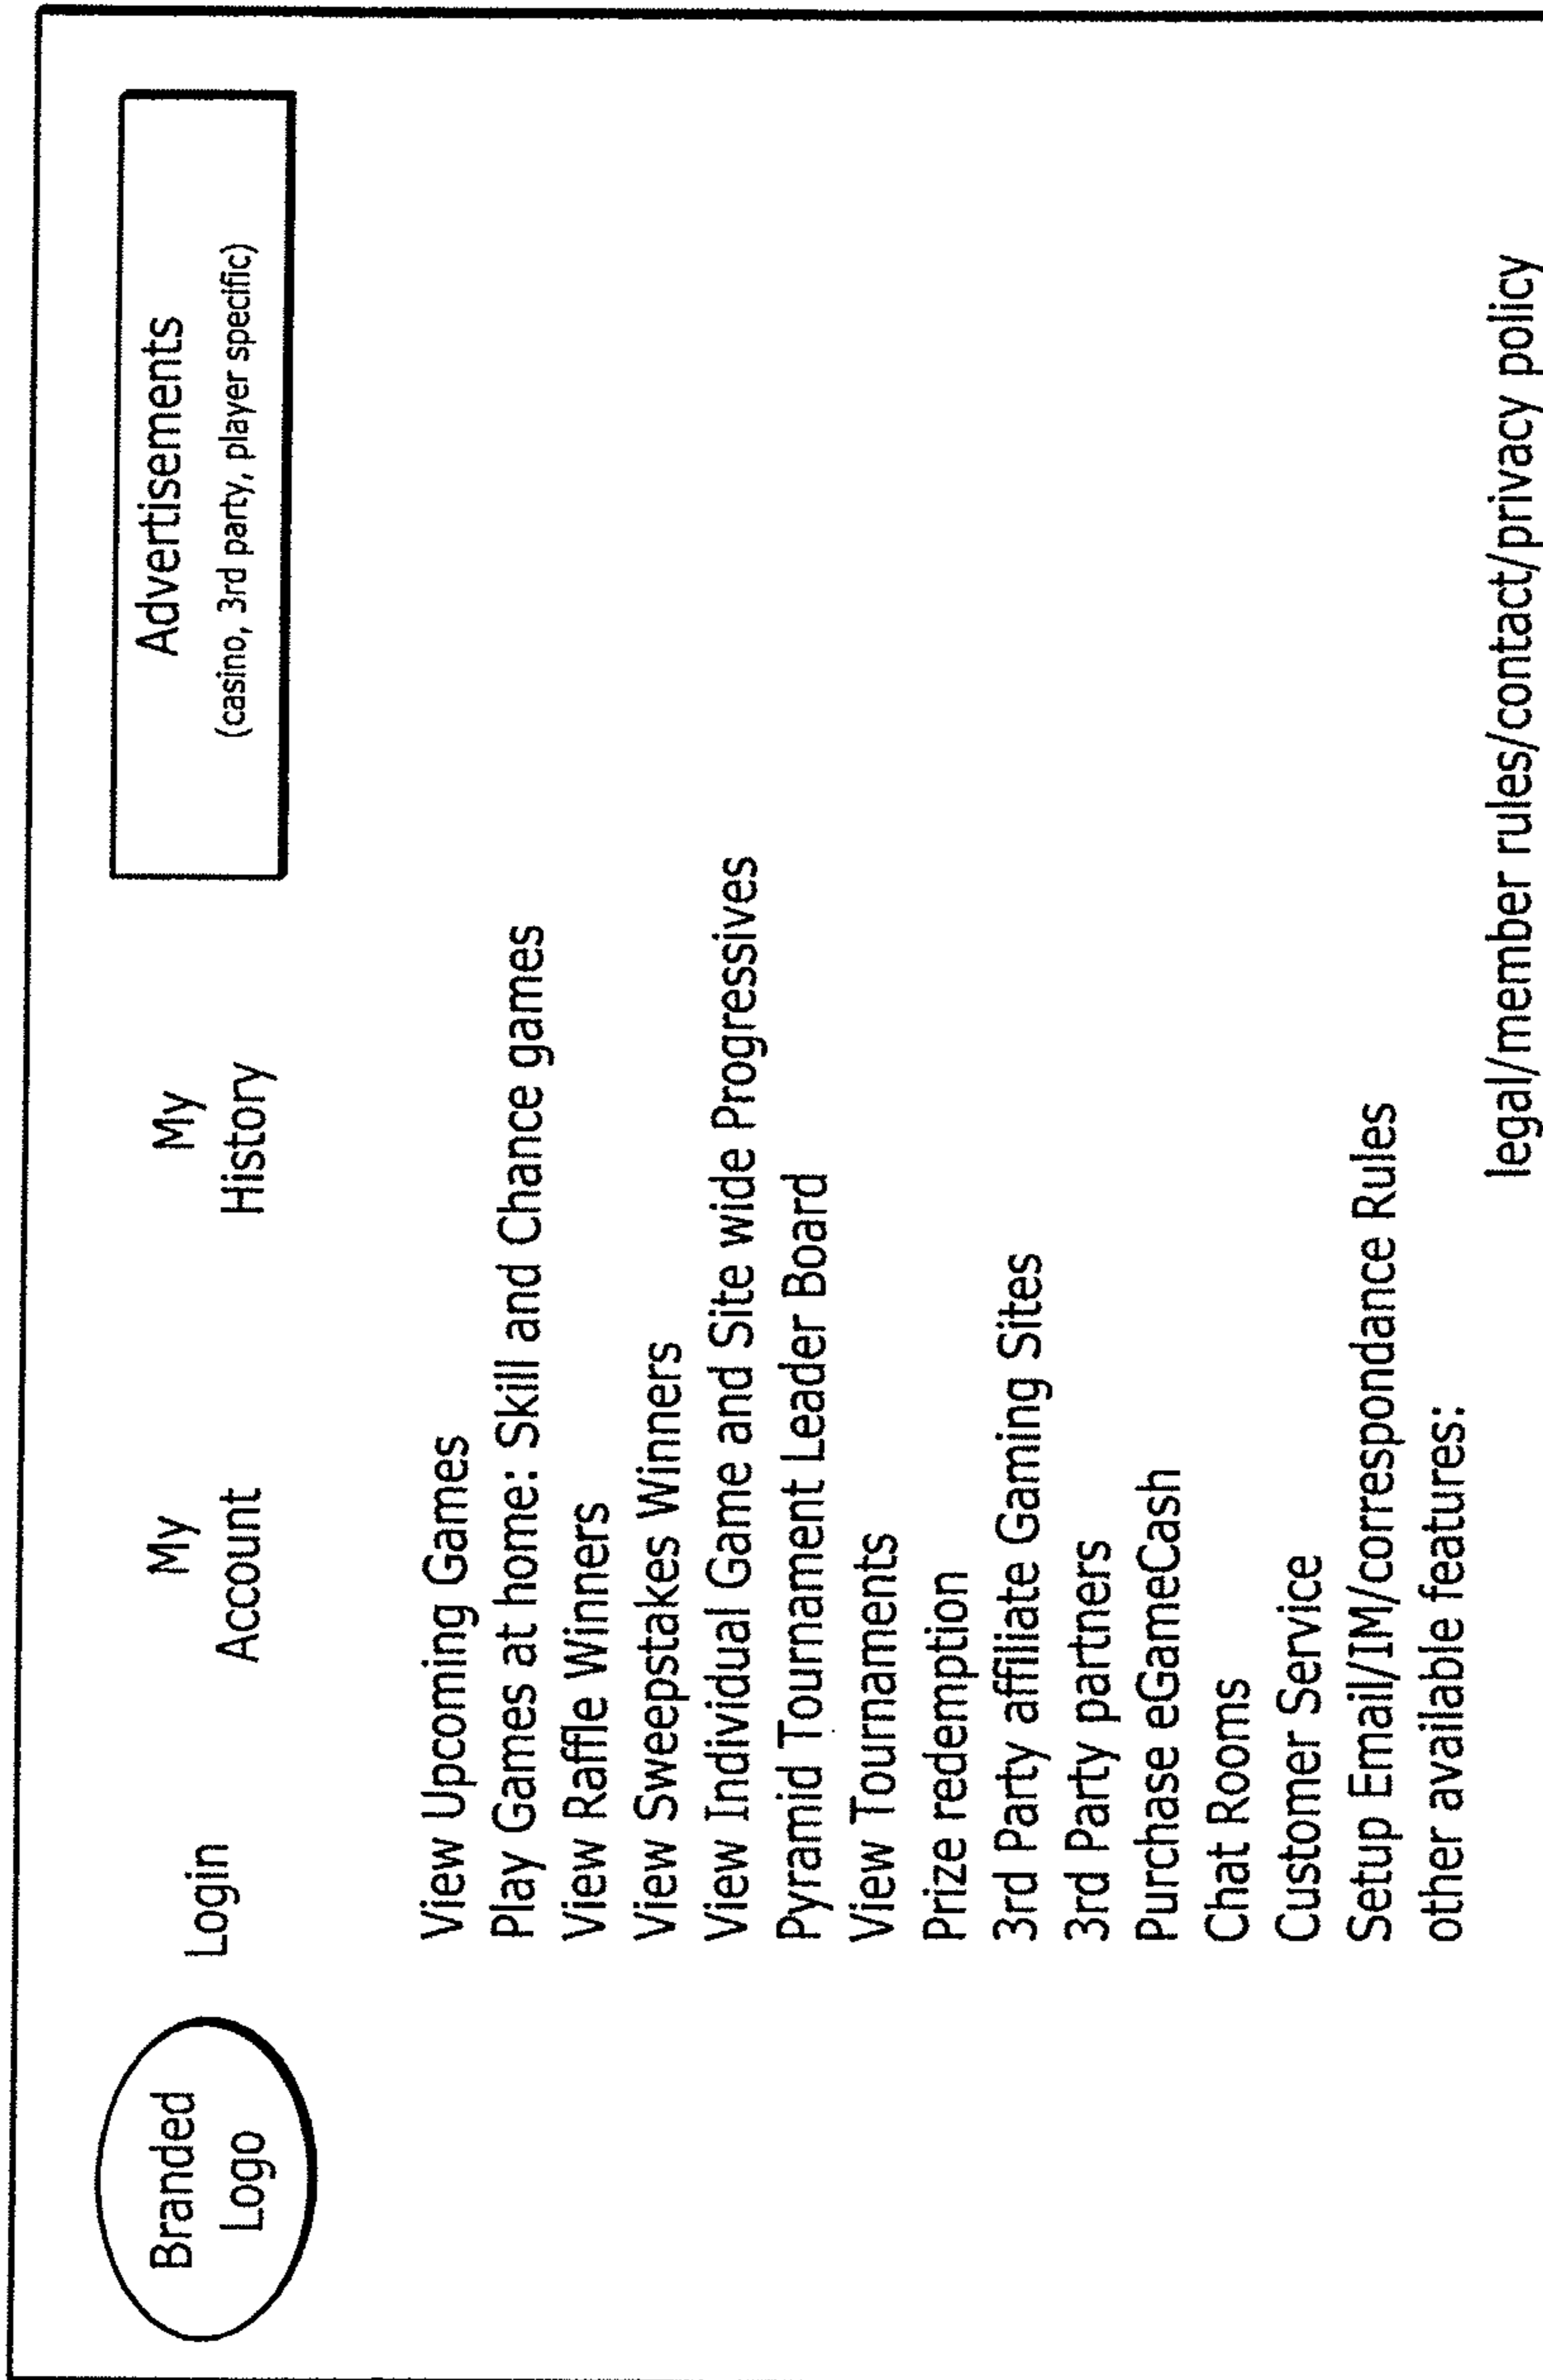 Branded
Logo
Login
My
Account
My
History
Advertisements
(casino, 3rd party, player specific)
View Upcoming Games
Play Games at home: Skill and Chance games
View Raffle Winners
View Sweepstakes Winners
View Individual Game and Site wide Progressives
Pyramid Tournament Leader Board
View Tournaments
Prize redemption
3rd Party affiliate Gaming Sites
3rd Party partners
Purchase eGameCash
Chat Rooms
Customer Service
Setup Email/IM/correspondance Rules
other available features:
legal/member rules/contact/privacy policy